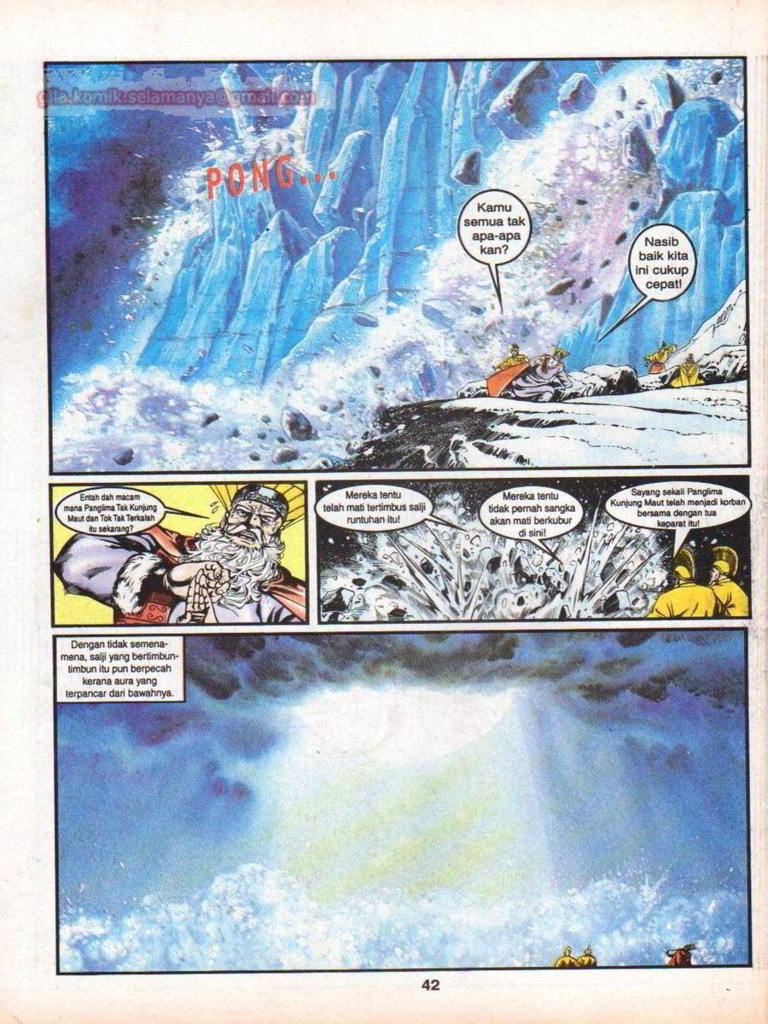 gila.komik.selamanya@gmail.com
PONG...
Kamu
semua tak
apa-apa
kan?
Nasib
baik kita
ini cukup
cepat!
Entah dah macam
mana Panglima Tak Kunjung
Maut dan Tok Tak Terkalah
itu sekarang?
Mereka tentu
telah mati tertimbus salji
runtuhan itu!
Mereka tentu
tidak pernah sangka
akan mati berkubur
di sini!
Sayang sekali Panglima
Kunjung Maut telah menjadi korban
bersama dengan tua
keparat itu!
Dengan tidak semena-
mena, salji yang bertimbun-
timbun itu pun berpecah
kerana aura yang
terpancar dari bawahnya.
42